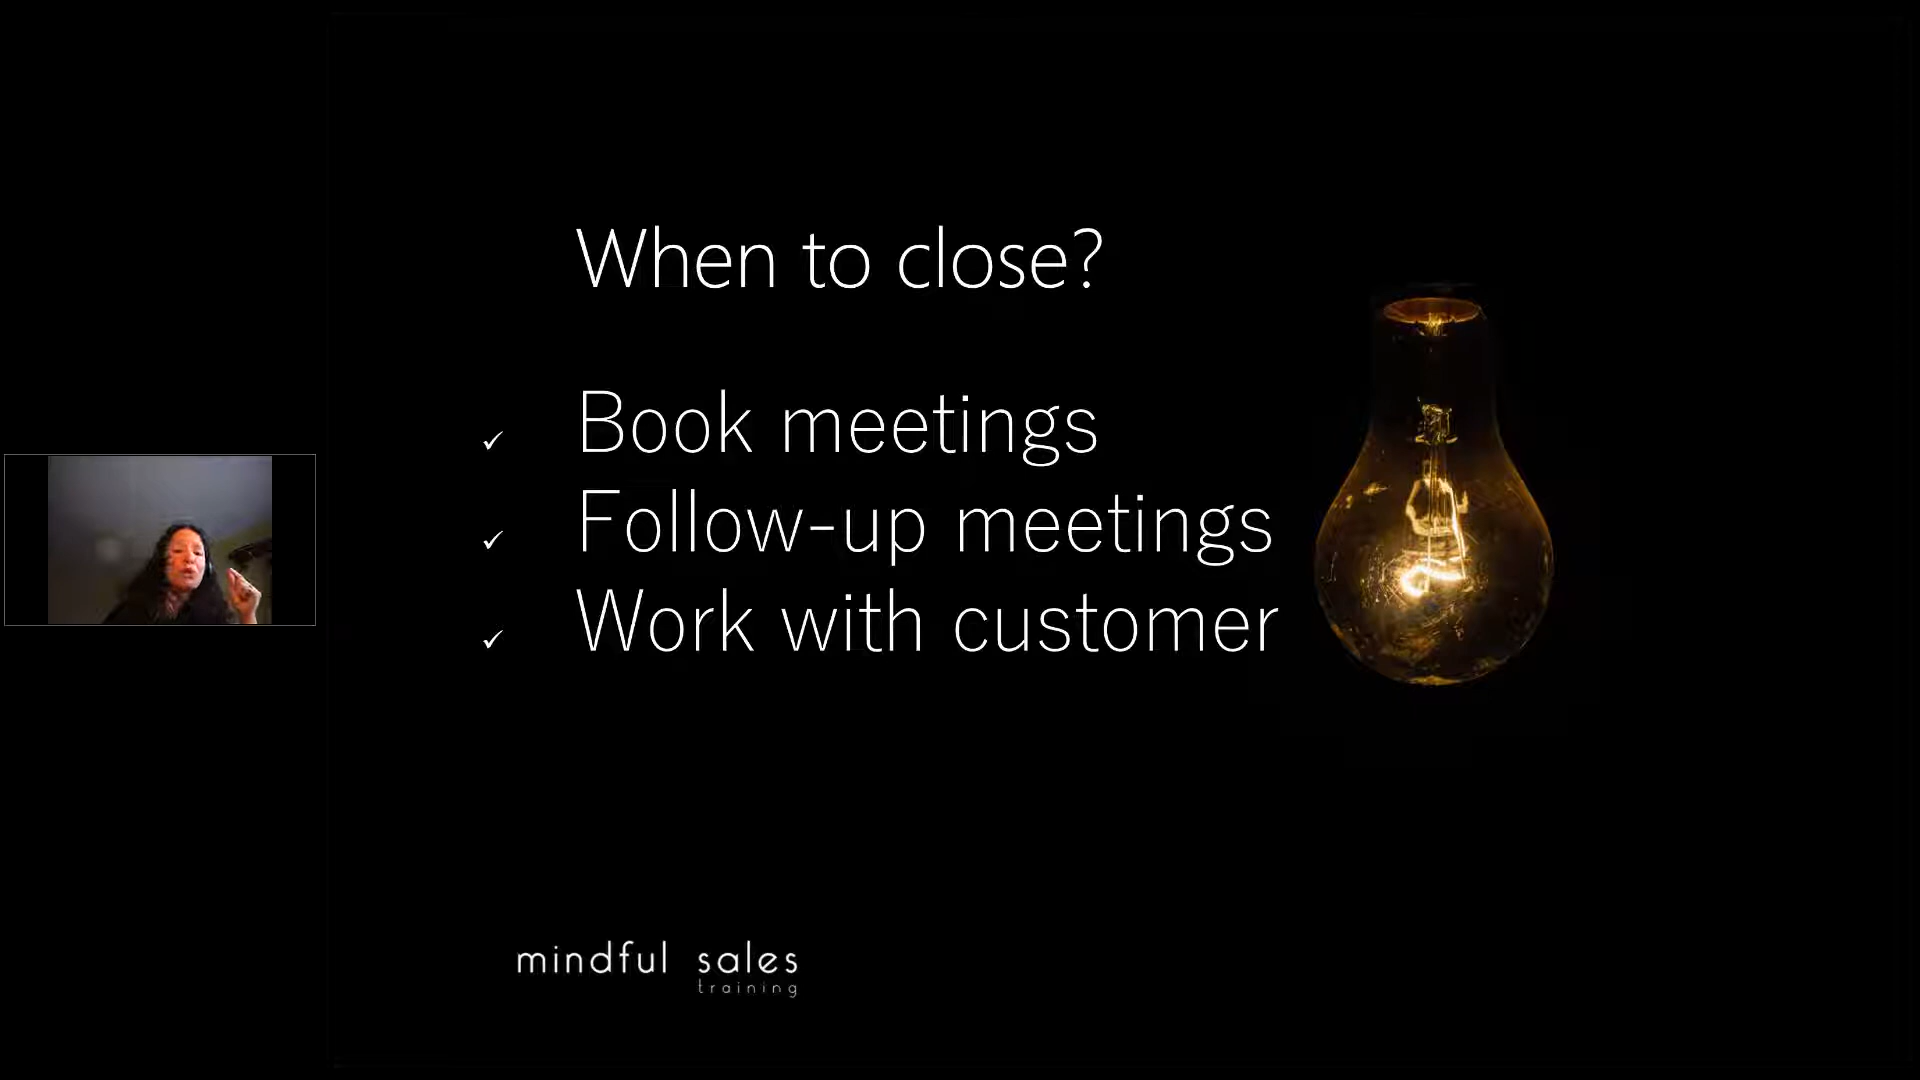 When to close?
✓ Book meetings
✓ Follow-up meetings
✓ Work with customer
mindful sales
training